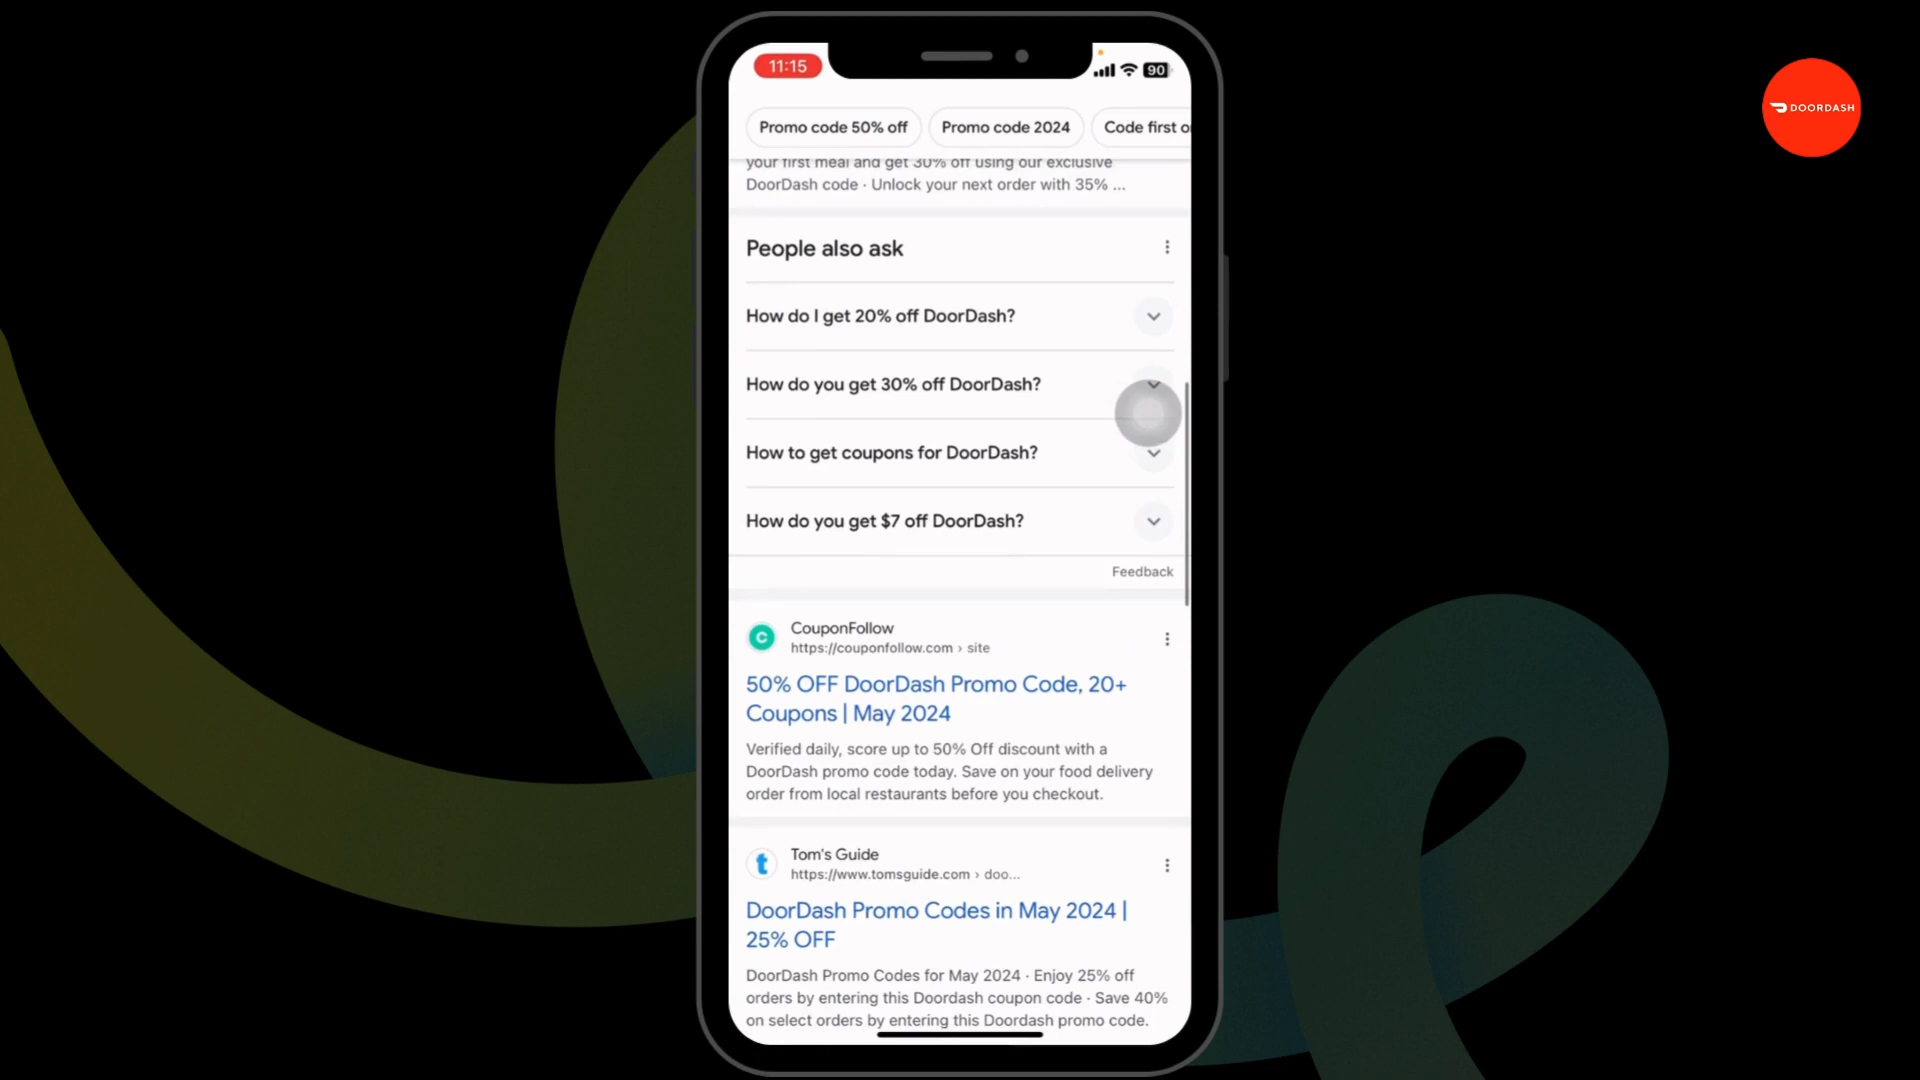 11:15
90
DOORDASH
Promo code 50% off
Promo code 2024
Code first o
your first meal and get 30% off using our exclusive
DoorDash code · Unlock your next order with 35% ...
People also ask
How do I get 20% off DoorDash?
How do you get 30% off DoorDash?
How to get coupons for DoorDash?
How do you get $7 off DoorDash?
Feedback
C
CouponFollow
https://couponfollow.com › site
50% OFF DoorDash Promo Code, 20+
Coupons | May 2024
Verified daily, score up to 50% Off discount with a
DoorDash promo code today. Save on your food delivery
order from local restaurants before you checkout.
t
Tom's Guide
https://www.tomsguide.com › doo...
DoorDash Promo Codes in May 2024 |
25% OFF
DoorDash Promo Codes for May 2024 · Enjoy 25% off
orders by entering this Doordash coupon code · Save 40%
on select orders by entering this Doordash promo code.